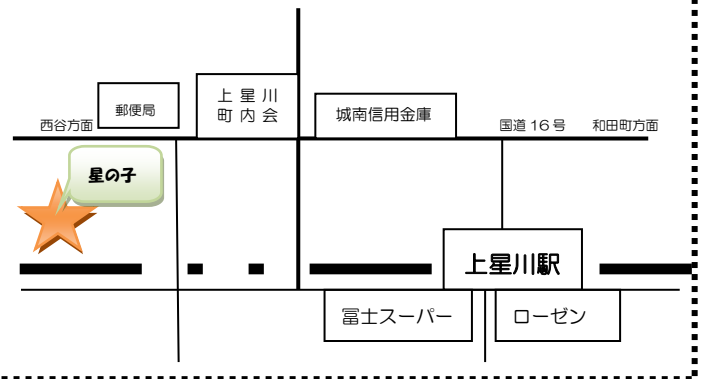 上星川
町内会
郵便局
城南信用金庫
西谷方面
国道16号
和田町方面
星の子
上星川駅
冨士スーパー
ローゼン